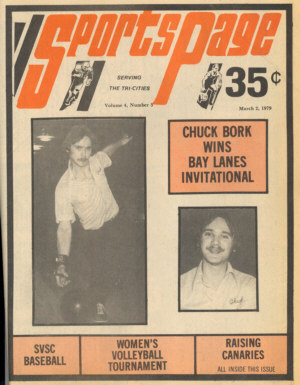 SportsPage
SERVING
THE TRI-CITIES
Volume 4, Number
35¢
March 2, 1979
CHUCK BORK
WINS
BAY LANES
INVITATIONAL
SVSC
BASEBALL
WOMEN'S
VOLLEYBALL
TOURNAMENT
RAISING
CANARIES
ALL INSIDE THIS ISSUE